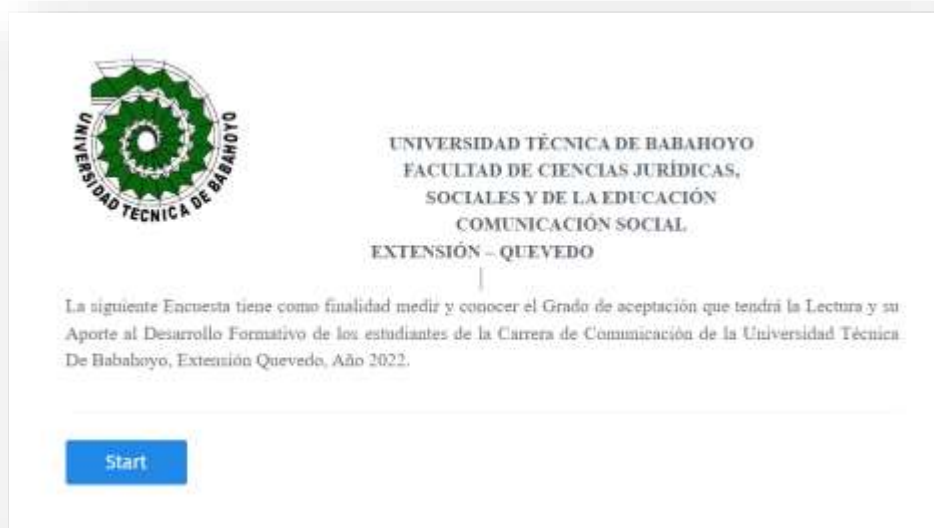 UNIVERSIDAD TÉCNICA DE BABAHOYO
UNIVERSIDAD TÉCNICA DE BABAHOYO
FACULTAD DE CIENCIAS JURÍDICAS,
SOCIALES Y DE LA EDUCACIÓN
COMUNICACIÓN SOCIAL
EXTENSIÓN – QUEVEDO
La siguiente Encuesta tiene como finalidad medir y conocer el Grado de aceptación que tendrá la Lectura y su
Aporte al Desarrollo Formativo de los estudiantes de la Carrera de Comunicación de la Universidad Técnica
De Babahoyo, Extensión Quevedo, Año 2022.
Start